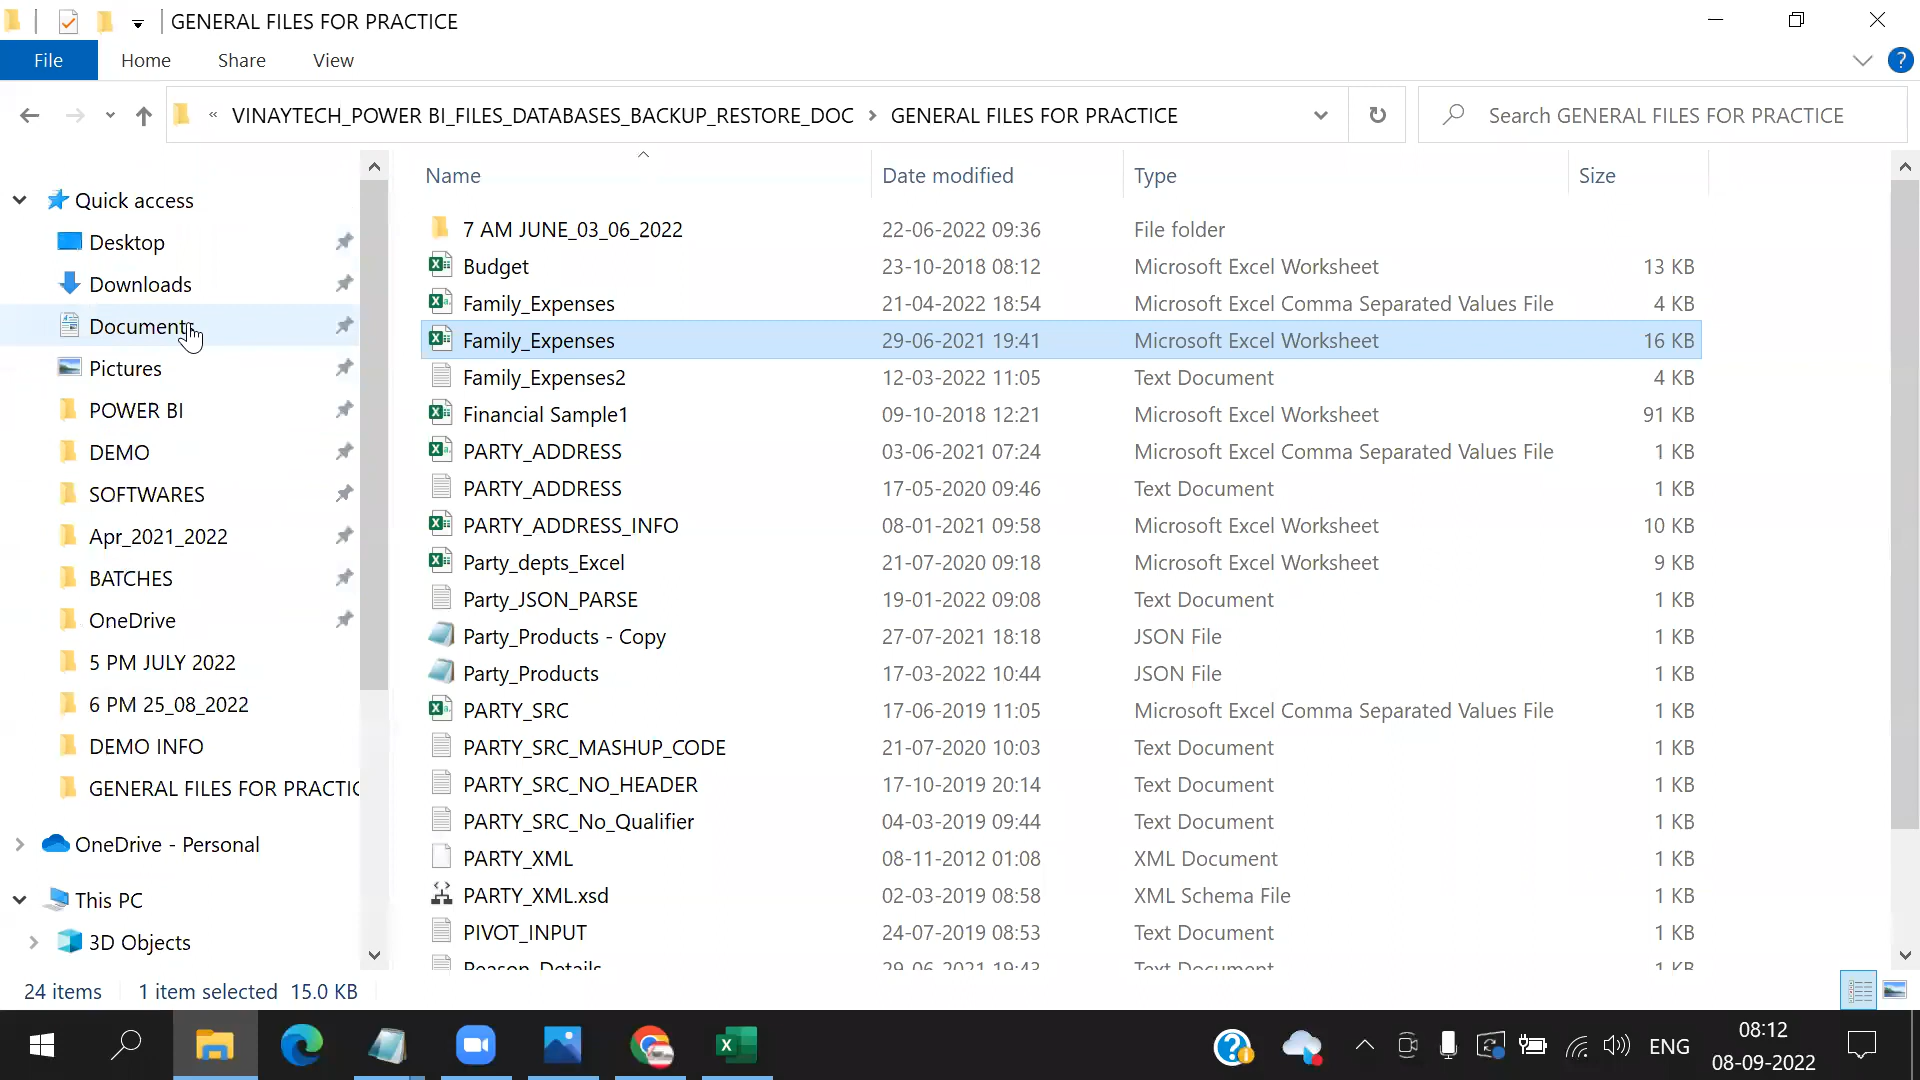 GENERAL FILES FOR PRACTICE
File Home Share View
« VINAYTECH_POWER BI_FILES_DATABASES_BACKUP_RESTORE_DOC > GENERAL FILES FOR PRACTICE
Search GENERAL FILES FOR PRACTICE
Quick access
Desktop
Downloads
Documents
Pictures
POWER BI
DEMO
SOFTWARES
Apr_2021_2022
BATCHES
OneDrive
5 PM JULY 2022
6 PM 25_08_2022
DEMO INFO
GENERAL FILES FOR PRACTIC
OneDrive - Personal
This PC
3D Objects
Name Date modified Type Size
7 AM JUNE_03_06_2022 22-06-2022 09:36 File folder
Budget 23-10-2018 08:12 Microsoft Excel Worksheet 13 KB
Family_Expenses 21-04-2022 18:54 Microsoft Excel Comma Separated Values File 4 KB
Family_Expenses 29-06-2021 19:41 Microsoft Excel Worksheet 16 KB
Family_Expenses2 12-03-2022 11:05 Text Document 4 KB
Financial Sample1 09-10-2018 12:21 Microsoft Excel Worksheet 91 KB
PARTY_ADDRESS 03-06-2021 07:24 Microsoft Excel Comma Separated Values File 1 KB
PARTY_ADDRESS 17-05-2020 09:46 Text Document 1 KB
PARTY_ADDRESS_INFO 08-01-2021 09:58 Microsoft Excel Worksheet 10 KB
Party_depts_Excel 21-07-2020 09:18 Microsoft Excel Worksheet 9 KB
Party_JSON_PARSE 19-01-2022 09:08 Text Document 1 KB
Party_Products - Copy 27-07-2021 18:18 JSON File 1 KB
Party_Products 17-03-2022 10:44 JSON File 1 KB
PARTY_SRC 17-06-2019 11:05 Microsoft Excel Comma Separated Values File 1 KB
PARTY_SRC_MASHUP_CODE 21-07-2020 10:03 Text Document 1 KB
PARTY_SRC_NO_HEADER 17-10-2019 20:14 Text Document 1 KB
PARTY_SRC_No_Qualifier 04-03-2019 09:44 Text Document 1 KB
PARTY_XML 08-11-2012 01:08 XML Document 1 KB
PARTY_XML.xsd 02-03-2019 08:58 XML Schema File 1 KB
PIVOT_INPUT 24-07-2019 08:53 Text Document 1 KB
Reason_Details 29-06-2021 19:43 Text Document 1 KB
24 items 1 item selected 15.0 KB
ENG
08:12
08-09-2022